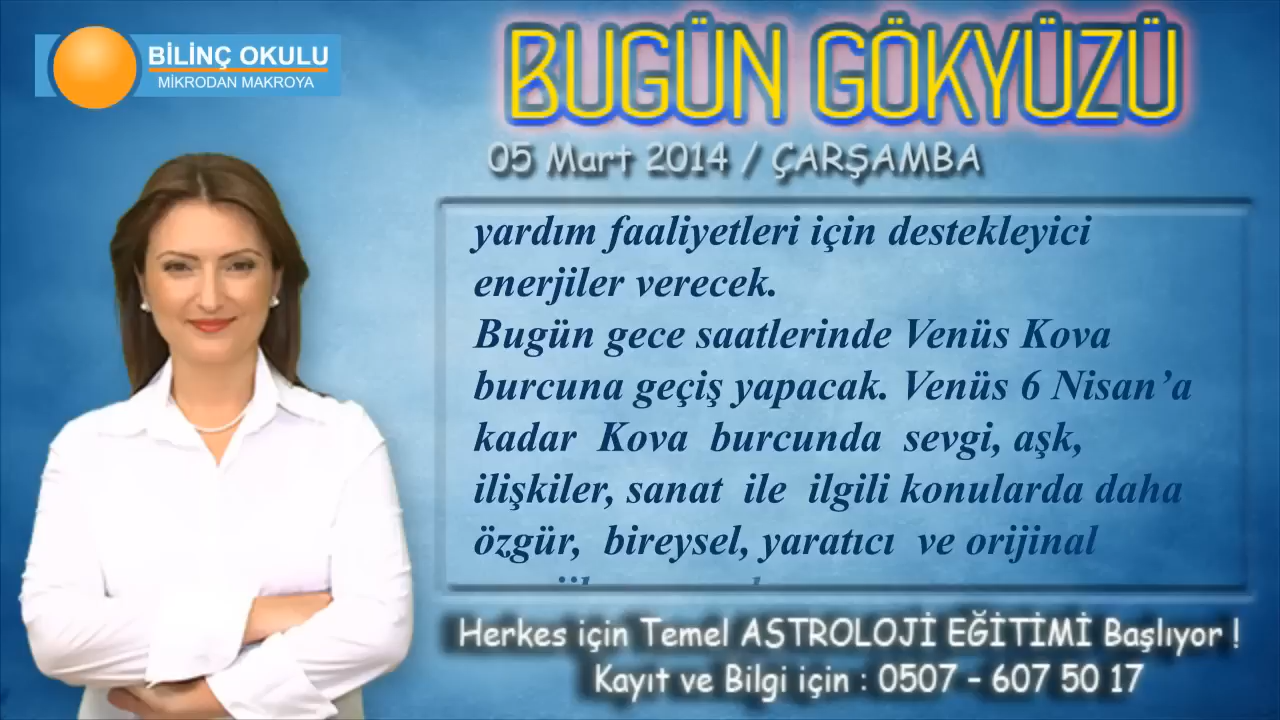 BİLİNÇ OKULU
MİKRODAN MAKROYA
BUGÜN GÖKYÜZÜ
05 Mart 2014 / ÇARŞAMBA
yardım faaliyetleri için destekleyici
enerjiler verecek.
Bugün gece saatlerinde Venüs Kova
burcuna geçiş yapacak. Venüs 6 Nisan’a
kadar Kova burcunda sevgi, aşk,
ilişkiler, sanat ile ilgili konularda daha
özgür, bireysel, yaratıcı ve orijinal
Herkes için Temel ASTROLOJİ EĞİTİMİ Başlıyor !
Kayıt ve Bilgi için : 0507 – 607 50 17